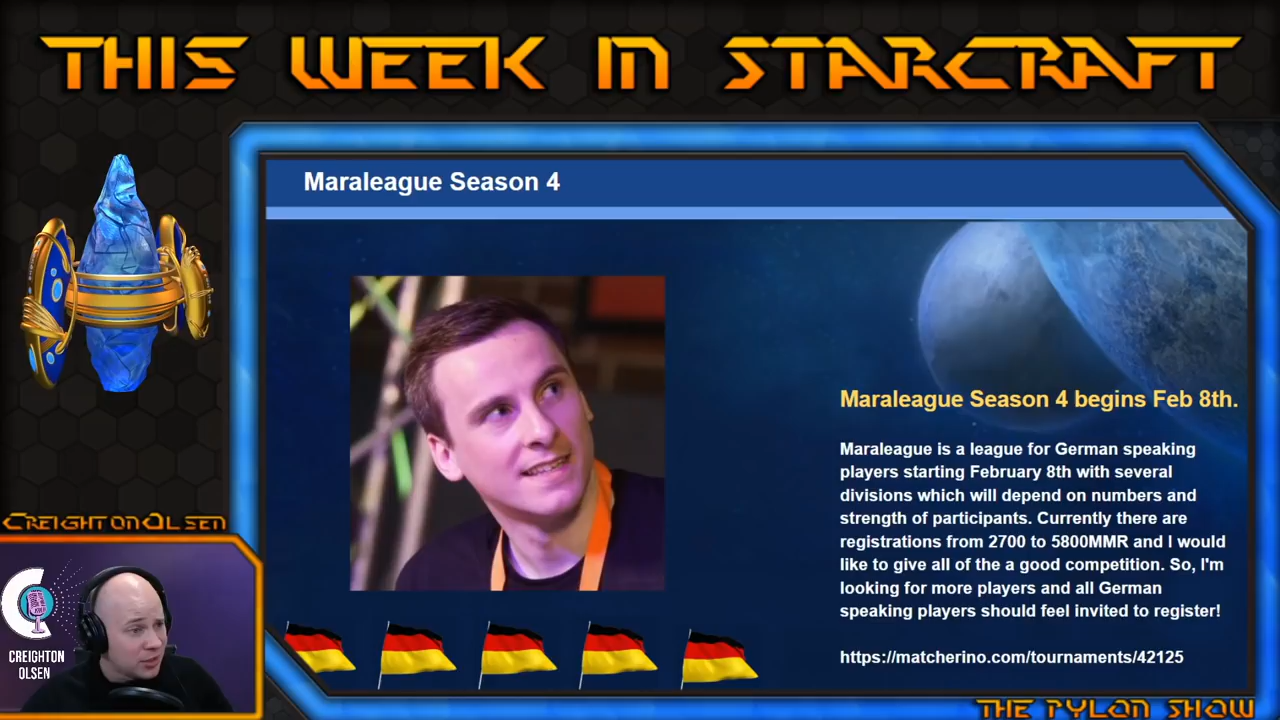 THIS WEEK IN STARCRAFT
Maraleague Season 4
Maraleague Season 4 begins Feb 8th.
Maraleague is a league for German speaking
players starting February 8th with several
divisions which will depend on numbers and
strength of participants. Currently there are
registrations from 2700 to 5800MMR and I would
like to give all of the a good competition. So, I'm
looking for more players and all German
speaking players should feel invited to register!
https://matcherino.com/tournaments/42125
CREIGHTONOLSEN
CREIGHTON
OLSEN
THE PYLON SHOW